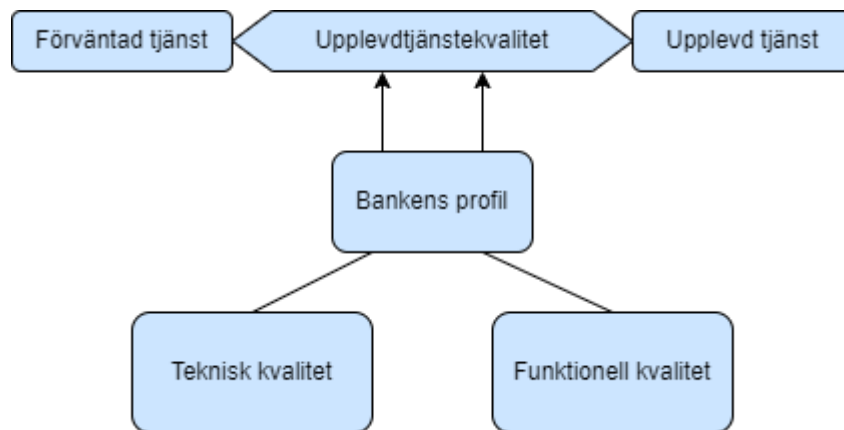 Förväntad tjänst
Upplevdtjänstekvalitet
Upplevd tjänst
Bankens profil
Teknisk kvalitet
Funktionell kvalitet